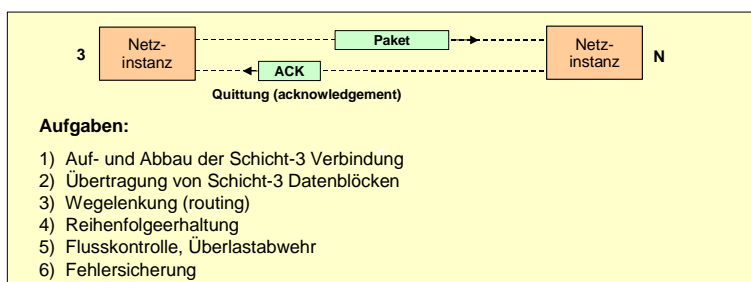 3 Netz-instanz Paket Netz-instanz N
ACK
Quittung (acknowledgement)
Aufgaben:
1) Auf- und Abbau der Schicht-3 Verbindung
2) Übertragung von Schicht-3 Datenblöcken
3) Wegelenkung (routing)
4) Reihenfolgeerhaltung
5) Flusskontrolle, Überlastabwehr
6) Fehlersicherung